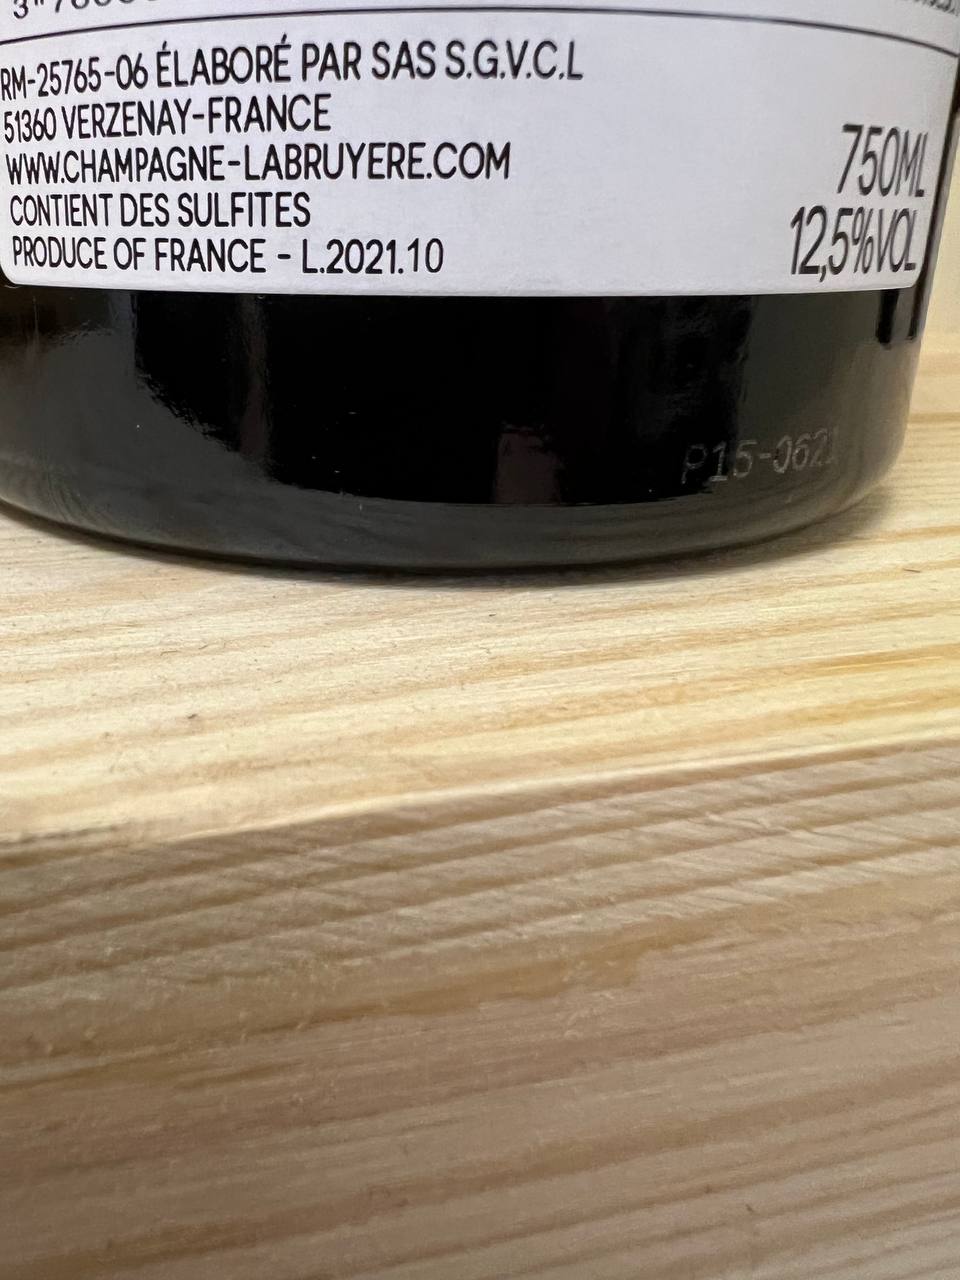 RM-25765-06 ÉLABORÉ PAR SAS S.G.V.C.L
51360 VERZENAY-FRANCE
WWW.CHAMPAGNE-LABRUYERE.COM
CONTIENT DES SULFITES
PRODUCE OF FRANCE - L.2021.10
750ML
12,5%VOL
P15-0621